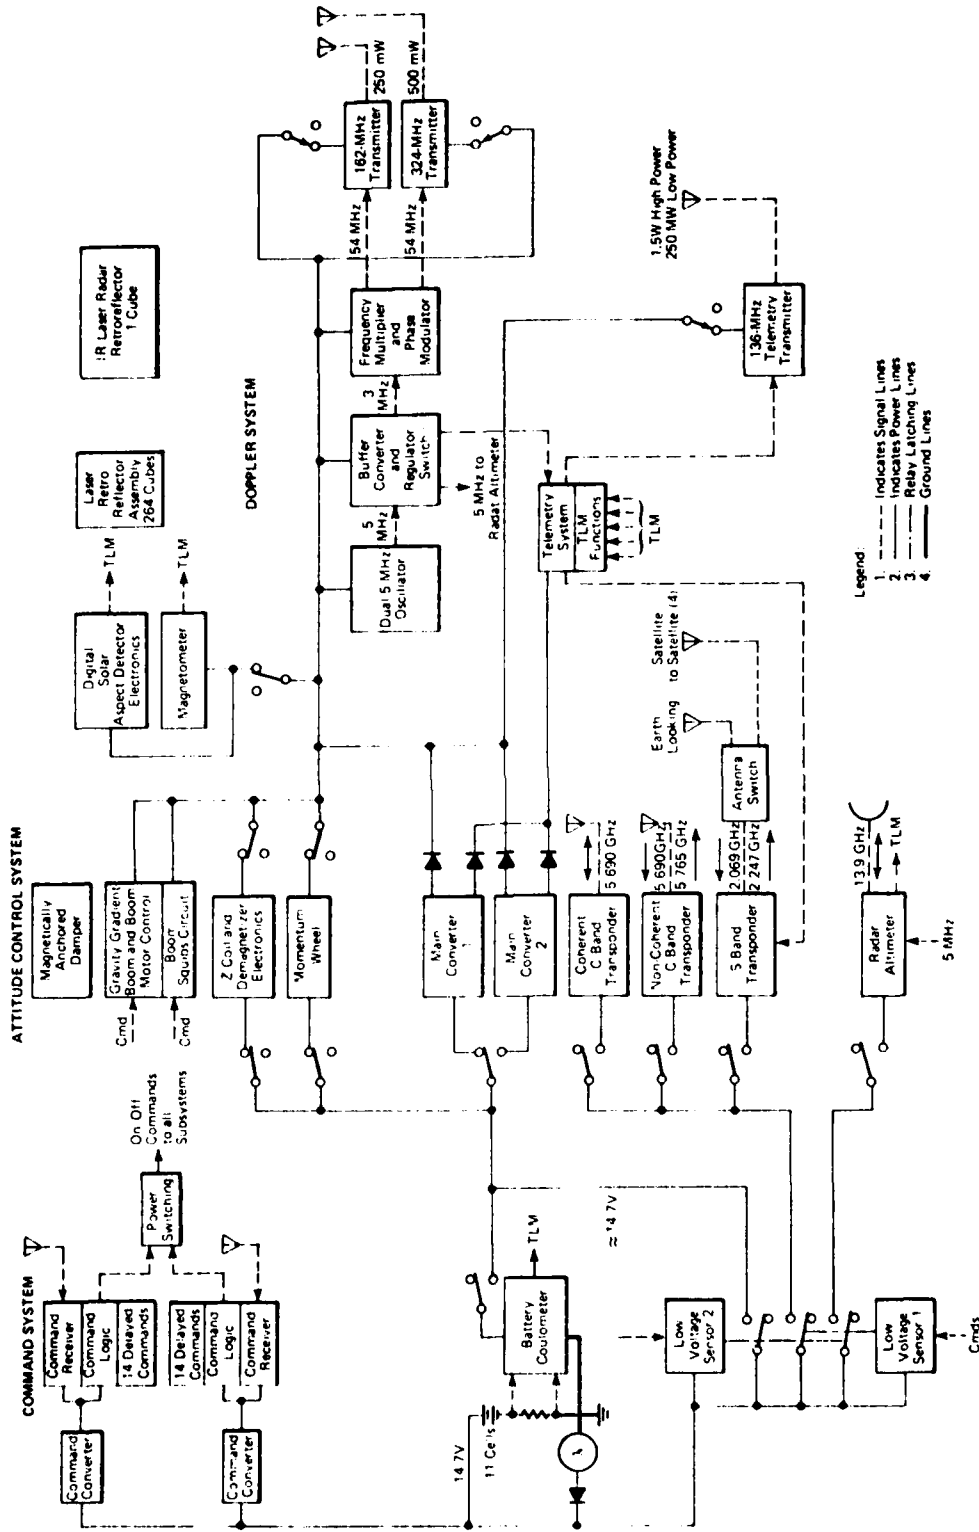 COMMAND SYSTEM
Command
Converter
Command
Receiver
Command
Logic
14 Delayed
Commands
14 Delayed
Commands
Command
Logic
Command
Receiver
Command
Converter
Power
Switching
On Off
Commands
to all
Subsystems
ATTITUDE CONTROL SYSTEM
Magnetically
Anchored
Damper
Cmd
Gravity Gradient
Boom and Boom
Motor Control
Cmd
Boom
Squibs Circuit
Z Coil and
Demagnetizer
Electronics
Momentum
Wheel
Digital
Solar
Aspect Detector
Electronics
TLM
Magnetometer
TLM
Laser
Retro
Reflector
Assembly
264 Cubes
IR Laser Radar
Retroreflector
1 Cube
DOPPLER SYSTEM
Dual 5 MHz
Oscillator
5
MHz
Buffer
Converter
and
Regulator
Switch
3
MHz
Frequency
Multiplier
and
Phase
Modulator
54 MHz
54 MHz
162-MHz
Transmitter
324-MHz
Transmitter
250 mW
500 mW
5 MHz to
Radat Altimeter
Telemetry
System
TLM
Functions
TLM
136-MHz
Telemetry
Transmitter
1.5W High Power
250 MW Low Power
14 7V
11 Cells
Battery
Coulometer
TLM
≈ 14 7V
Main
Converter
1
Main
Converter
2
Coherent
C Band
Transponder
5 690 GHz
Non-Coherent
C Band
Transponder
5 690GHz
5 765 GHz
S Band
Transponder
2.069 GHz
2 247 GHz
Antenna
Switch
Earth
Looking
Satellite
to Satellite (4)
Radar
Altimeter
13 9 GHz
TLM
5 MHz
Low
Voltage
Sensor 2
Low
Voltage
Sensor 1
Cmds
Legend:
1. Indicates Signal Lines
2. Indicates Power Lines
3. Relay Latching Lines
4. Ground Lines